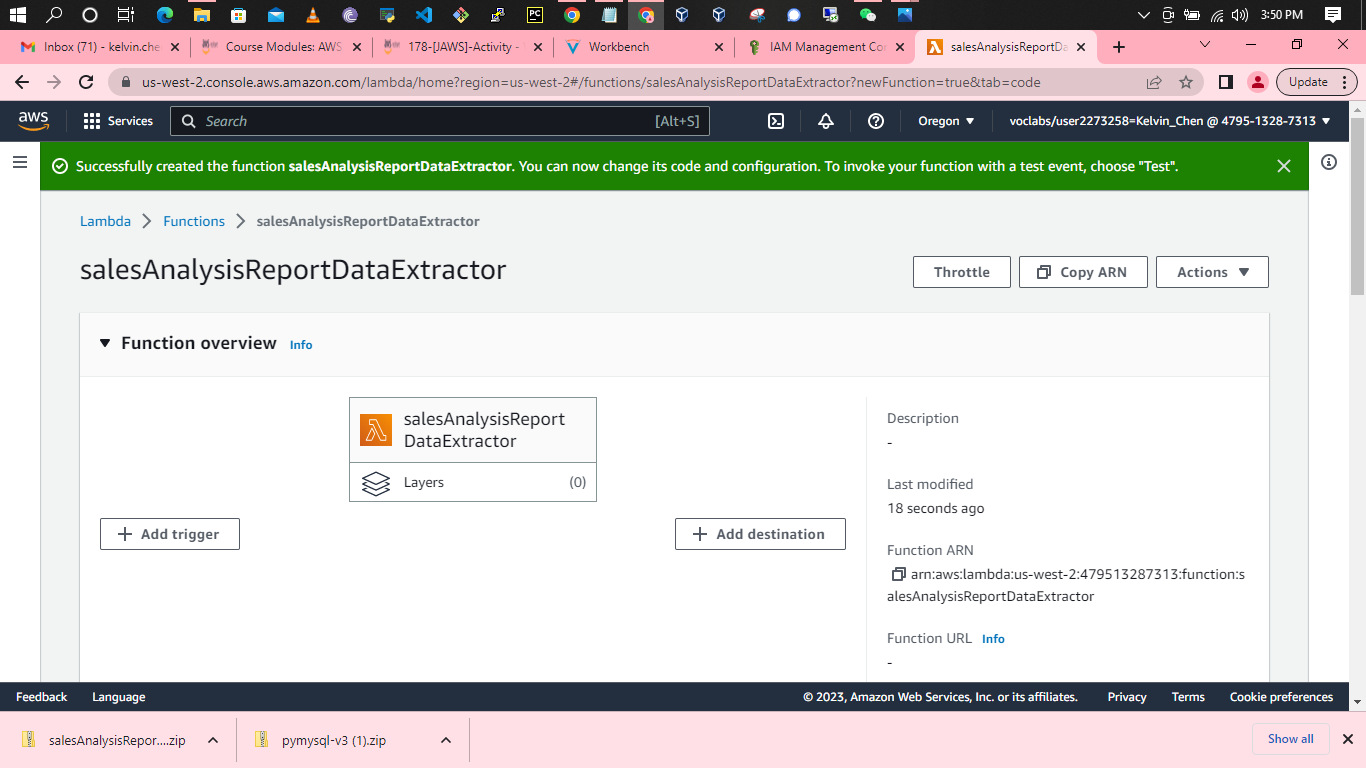 3:50 PM
Inbox (71) - kelvin.che
Course Modules: AWS
178-[JAWS]-Activity -
Workbench
IAM Management Co
salesAnalysisReportDa
us-west-2.console.aws.amazon.com/lambda/home?region=us-west-2#/functions/salesAnalysisReportDataExtractor?newFunction=true&tab=code
Update
aws
Services
Search
[Alt+S]
Oregon
voclabs/user2273258=Kelvin_Chen @ 4795-1328-7313
Successfully created the function salesAnalysisReportDataExtractor. You can now change its code and configuration. To invoke your function with a test event, choose "Test".
Lambda
Functions
salesAnalysisReportDataExtractor
salesAnalysisReportDataExtractor
Throttle
Copy ARN
Actions
Function overview
Info
salesAnalysisReport
DataExtractor
Layers
(0)
Add trigger
Add destination
Description
-
Last modified
18 seconds ago
Function ARN
arn:aws:lambda:us-west-2:479513287313:function:s
alesAnalysisReportDataExtractor
Function URL
Info
-
Feedback
Language
© 2023, Amazon Web Services, Inc. or its affiliates.
Privacy
Terms
Cookie preferences
salesAnalysisRepor....zip
pymysql-v3 (1).zip
Show all